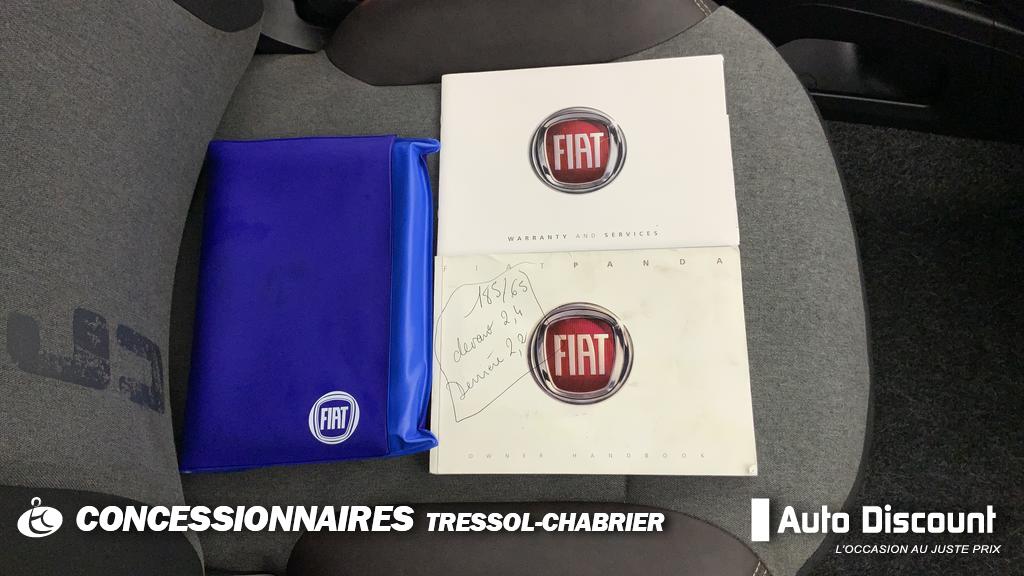 FIAT
WARRANTY AND SERVICES
FIAT PANDA
185/65
devant 2,4
Derrière 2,2
FIAT
OWNER HANDBOOK
FIAT
CONCESSIONNAIRES TRESSOL-CHABRIER
Auto Discount
L'OCCASION AU JUSTE PRIX